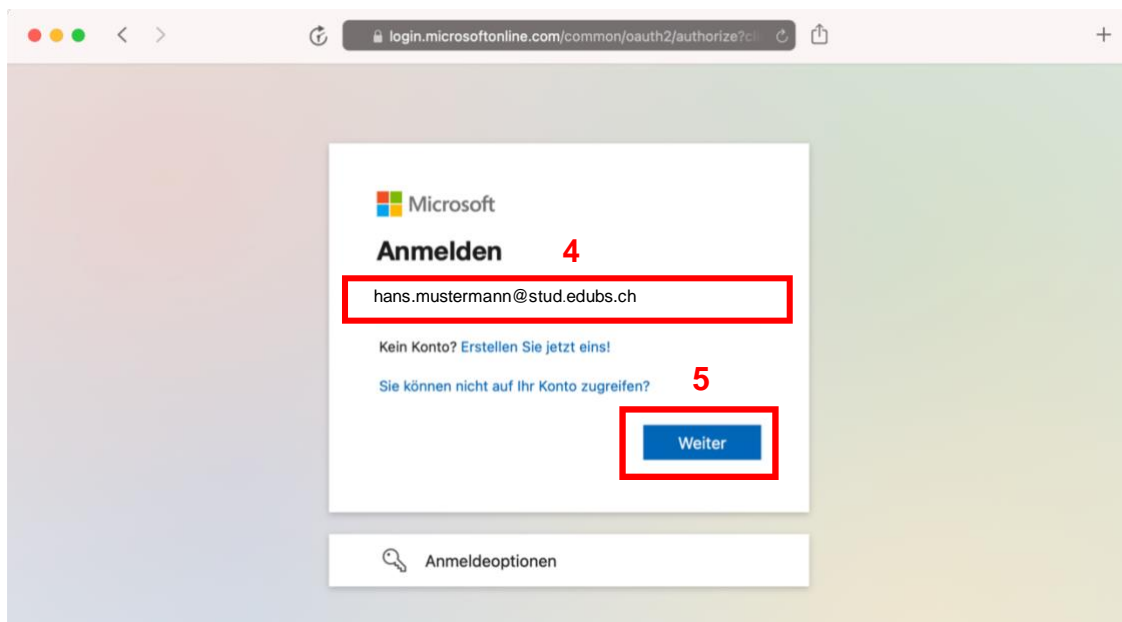 login.microsoftonline.com/common/oauth2/authorize?cli
Microsoft
Anmelden 4
hans.mustermann@stud.edubs.ch
Kein Konto? Erstellen Sie jetzt eins!
Sie können nicht auf Ihr Konto zugreifen? 5
Weiter
Anmeldeoptionen